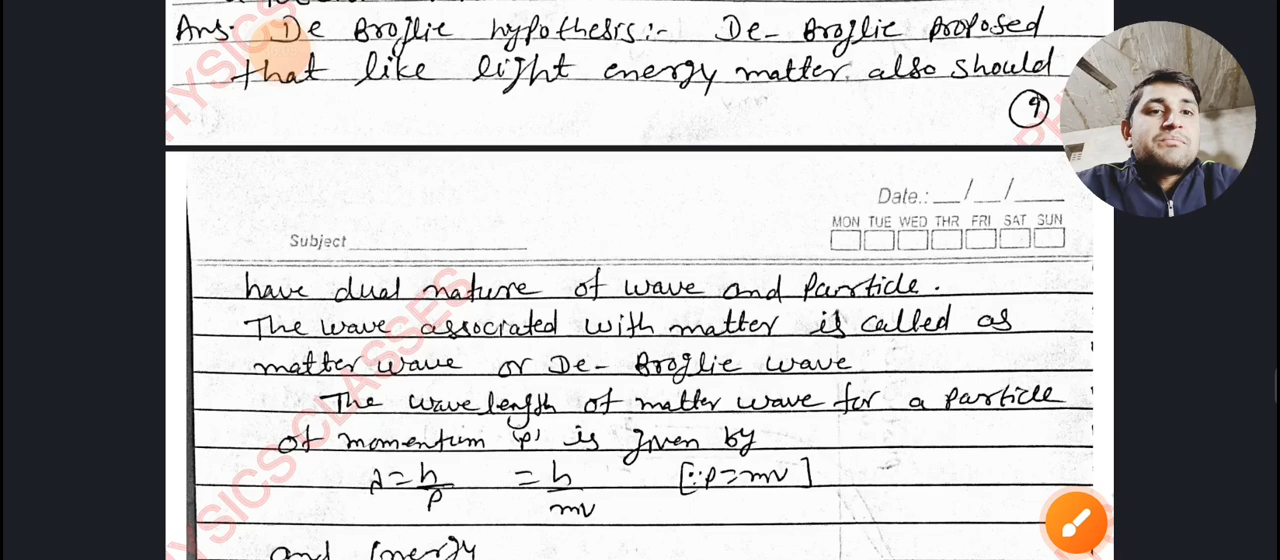 Ans:- De Broglie hypothesis:- De- Broglie proposed
that like light energy matter also should
9
Date.: __/__/____
MON TUE WED THR FRI SAT SUN
Subject
have dual nature of wave and Particle.
The wave associated with matter is called as
matter wave or De- Broglie wave
The wavelength of matter wave for a particle
of momentum 'p' is given by
λ = h/p = h/mv [∵p=mv]
and Energy
PHYSICS CLASSES